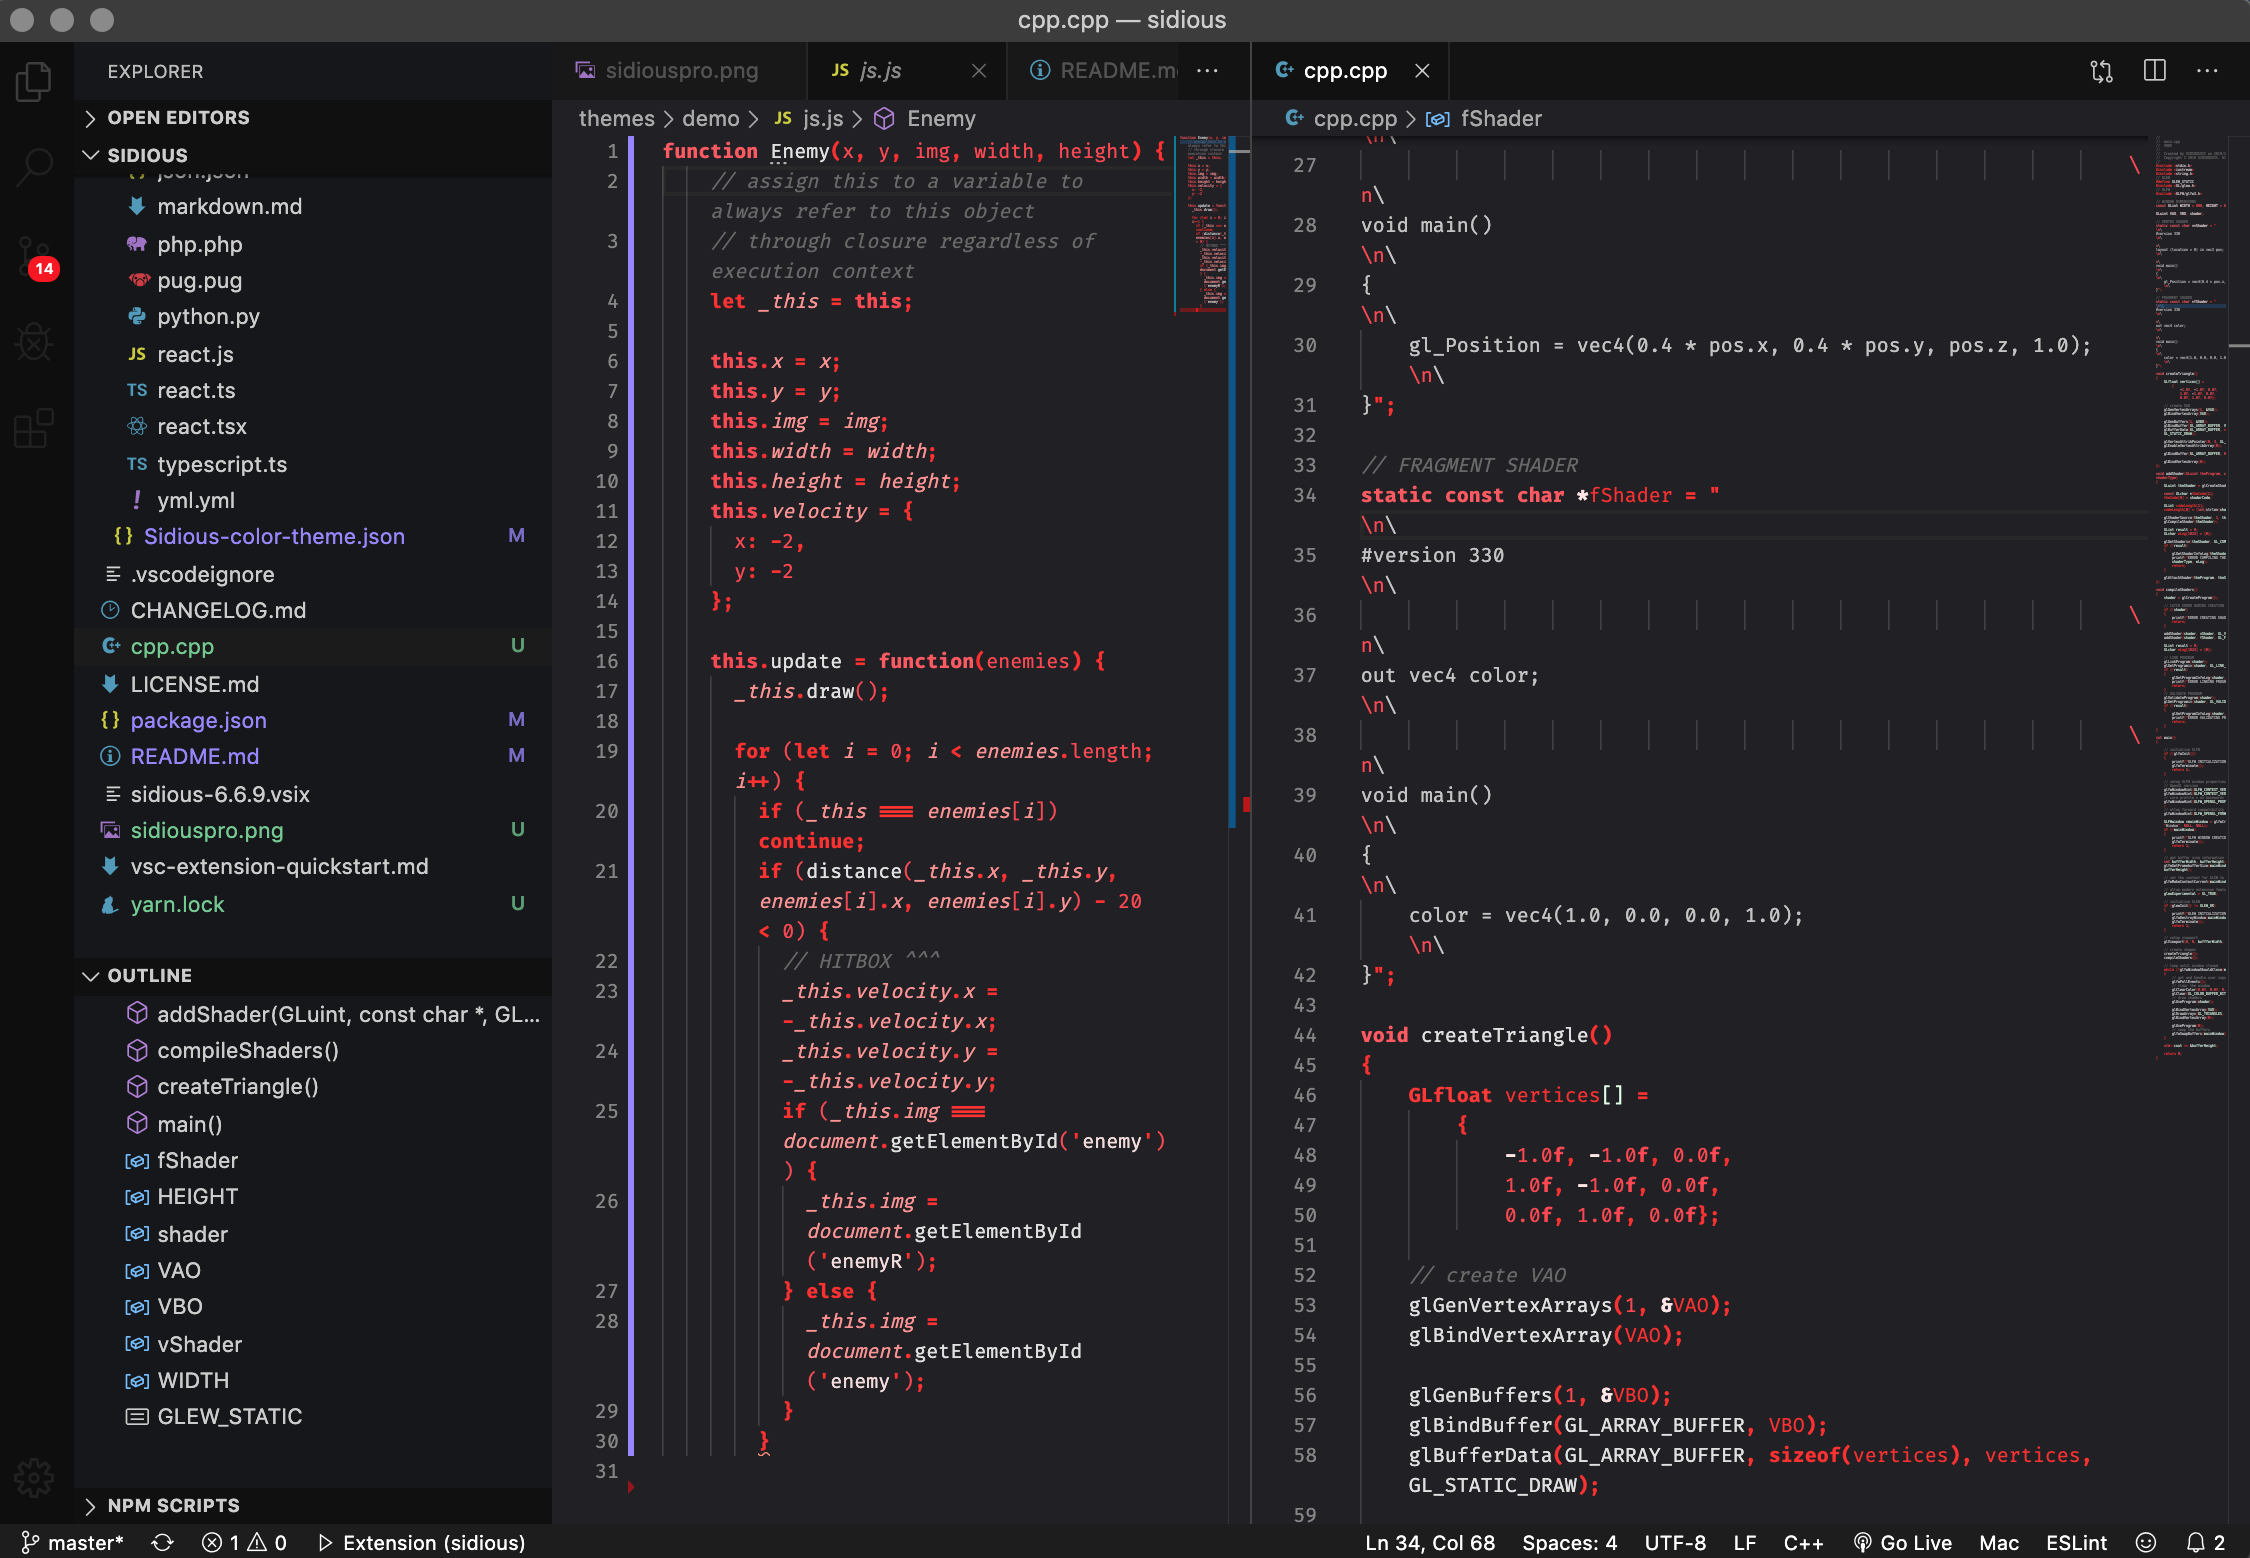 cpp.cpp — sidious
EXPLORER
OPEN EDITORS
SIDIOUS
json.json
markdown.md
php.php
pug.pug
python.py
JS react.js
TS react.ts
react.tsx
TS typescript.ts
! yml.yml
{} Sidious-color-theme.json M
.vscodeignore
CHANGELOG.md
cpp.cpp U
LICENSE.md
{} package.json M
README.md M
sidious-6.6.9.vsix
sidiouspro.png U
vsc-extension-quickstart.md
yarn.lock U
OUTLINE
addShader(GLuint, const char *, GL...
compileShaders()
createTriangle()
main()
fShader
HEIGHT
shader
VAO
VBO
vShader
WIDTH
GLEW_STATIC
NPM SCRIPTS
14
sidiouspro.png
JS js.js
README.m
...
themes > demo > JS js.js > Enemy
1 function Enemy(x, y, img, width, height) {
2 // assign this to a variable to
always refer to this object
3 // through closure regardless of
execution context
4 let _this = this;
5
6 this.x = x;
7 this.y = y;
8 this.img = img;
9 this.width = width;
10 this.height = height;
11 this.velocity = {
12 x: -2,
13 y: -2
14 };
15
16 this.update = function(enemies) {
17 _this.draw();
18
19 for (let i = 0; i < enemies.length;
i++) {
20 if (_this === enemies[i])
continue;
21 if (distance(_this.x, _this.y,
enemies[i].x, enemies[i].y) - 20
< 0) {
22 // HITBOX ^^^
23 _this.velocity.x =
-_this.velocity.x;
24 _this.velocity.y =
-_this.velocity.y;
25 if (_this.img ===
document.getElementById('enemy')
) {
26 _this.img =
document.getElementById
('enemyR');
27 } else {
28 _this.img =
document.getElementById
('enemy');
29 }
30 }
31
cpp.cpp
...
cpp.cpp > fShader
\n\
27 \
n\
28 void main()
\n\
29 {
\n\
30 gl_Position = vec4(0.4 * pos.x, 0.4 * pos.y, pos.z, 1.0);
\n\
31 }";
32
33 // FRAGMENT SHADER
34 static const char *fShader = "
\n\
35 #version 330
\n\
36 \
n\
37 out vec4 color;
\n\
38 \
n\
39 void main()
\n\
40 {
\n\
41 color = vec4(1.0, 0.0, 0.0, 1.0);
\n\
42 }";
43
44 void createTriangle()
45 {
46 GLfloat vertices[] =
47 {
48 -1.0f, -1.0f, 0.0f,
49 1.0f, -1.0f, 0.0f,
50 0.0f, 1.0f, 0.0f};
51
52 // create VAO
53 glGenVertexArrays(1, &VAO);
54 glBindVertexArray(VAO);
55
56 glGenBuffers(1, &VBO);
57 glBindBuffer(GL_ARRAY_BUFFER, VBO);
58 glBufferData(GL_ARRAY_BUFFER, sizeof(vertices), vertices,
GL_STATIC_DRAW);
59
master* 1 0 Extension (sidious) Ln 34, Col 68 Spaces: 4 UTF-8 LF C++ Go Live Mac ESLint 2